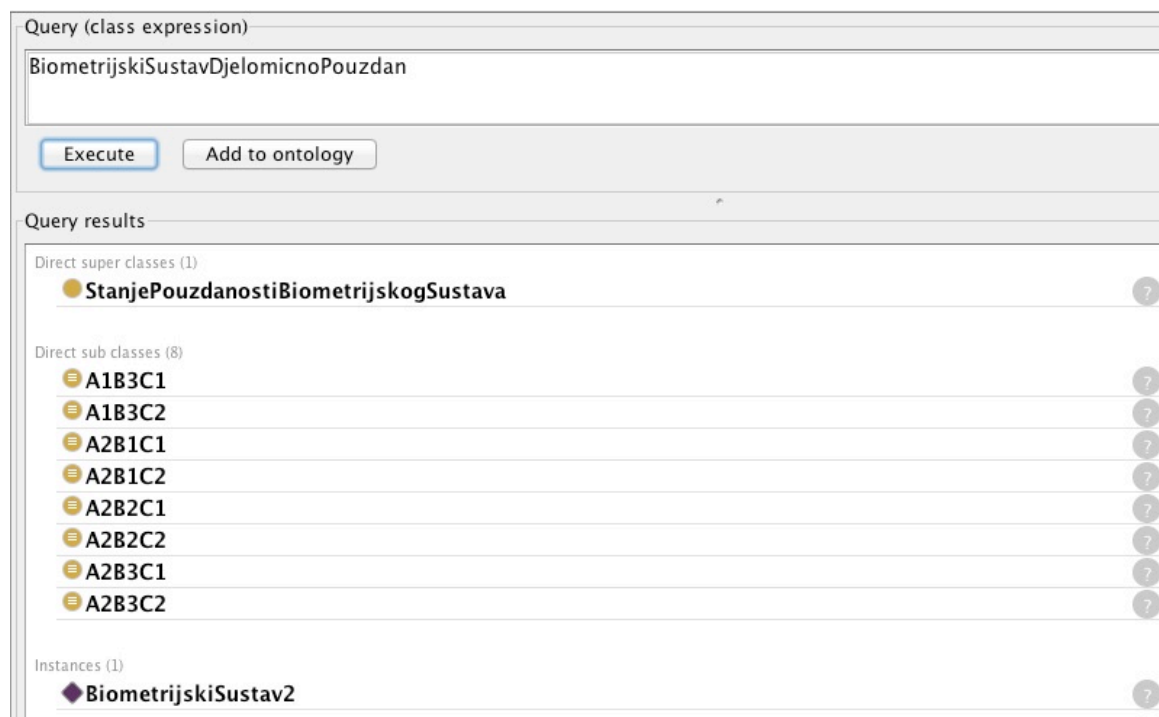 Query (class expression)
BiometrijskiSustavDjelomicnoPouzdan
Execute Add to ontology
Query results
Direct super classes (1)
StanjePouzdanostiBiometrijskogSustava ?
Direct sub classes (8)
A1B3C1 ?
A1B3C2 ?
A2B1C1 ?
A2B1C2 ?
A2B2C1 ?
A2B2C2 ?
A2B3C1 ?
A2B3C2 ?
Instances (1)
BiometrijskiSustav2 ?